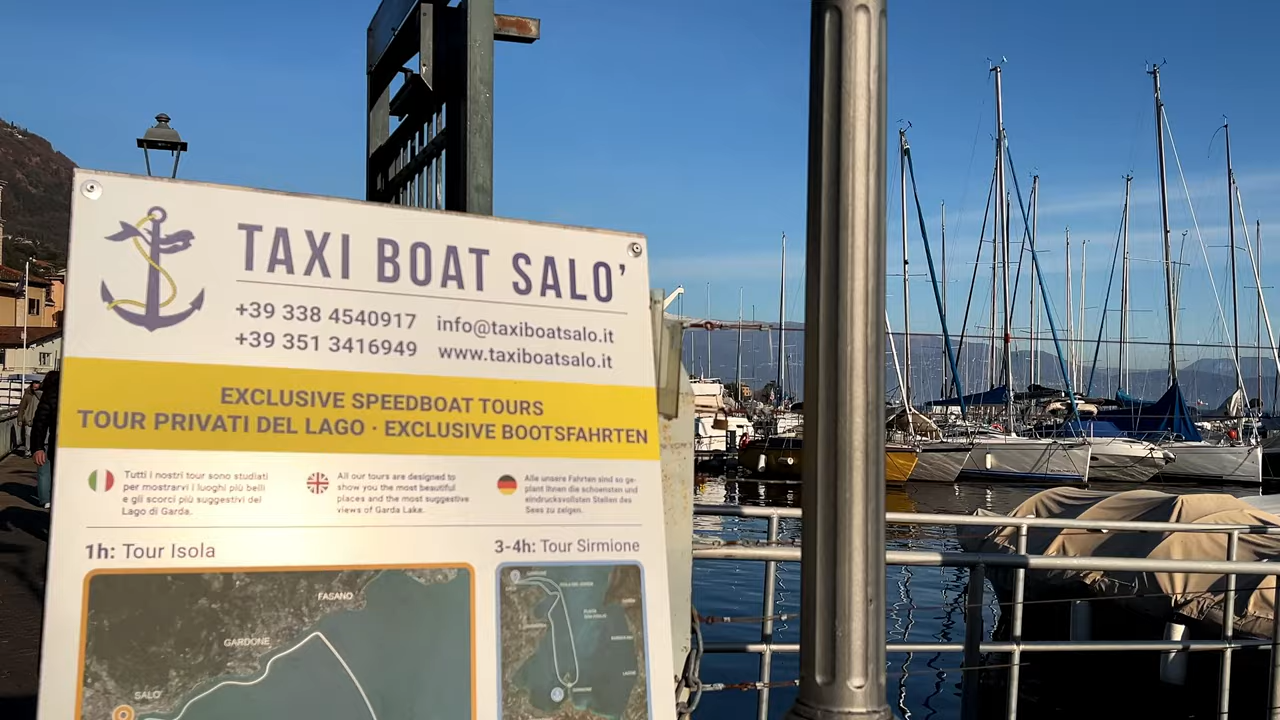 TAXI BOAT SALO'
+39 338 4540917
info@taxiboatsalo.it
+39 351 3416949
www.taxiboatsalo.it
EXCLUSIVE SPEEDBOAT TOURS
TOUR PRIVATI DEL LAGO · EXCLUSIVE BOOTSFAHRTEN
Tutti i nostri tour sono studiati
per mostrarvi i luoghi più belli
e gli scorci più suggestivi del
Lago di Garda.
All our tours are designed to
show you the most beautiful
places and the most suggestive
views of Garda Lake.
Alle unsere Fahrten sind so ge-
plant Ihnen die schoensten und
eindrucksvollsten Stellen des
Sees zu zeigen.
1h: Tour Isola
3-4h: Tour Sirmione
FASANO
GARDONE
SALO'